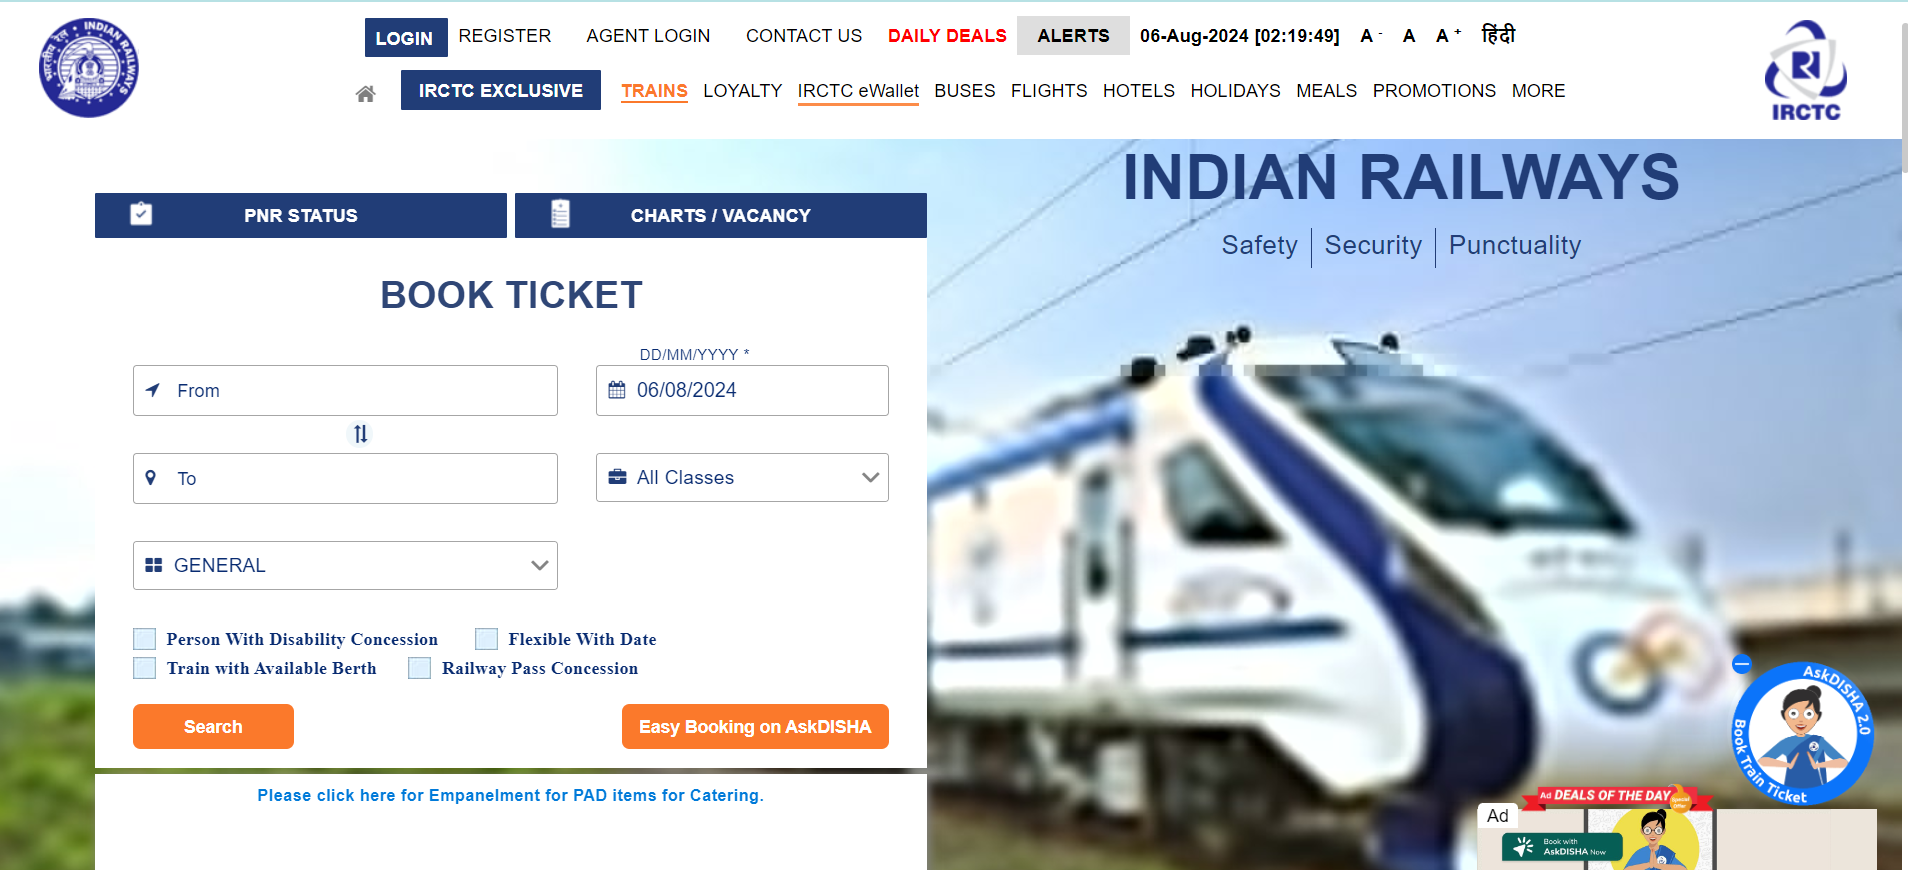 INDIAN RAILWAYS
भारतीय रेल
LOGIN REGISTER AGENT LOGIN CONTACT US DAILY DEALS ALERTS 06-Aug-2024 [02:19:49] A - A A + हिंदी
IRCTC EXCLUSIVE TRAINS LOYALTY IRCTC eWallet BUSES FLIGHTS HOTELS HOLIDAYS MEALS PROMOTIONS MORE
IRCTC
INDIAN RAILWAYS
Safety | Security | Punctuality
PNR STATUS CHARTS / VACANCY
BOOK TICKET
DD/MM/YYYY *
From 06/08/2024
To All Classes
GENERAL
Person With Disability Concession Flexible With Date
Train with Available Berth Railway Pass Concession
Search Easy Booking on AskDISHA
Please click here for Empanelment for PAD items for Catering.
AskDISHA 2.0
Book Train Ticket
Ad DEALS OF THE DAY Special Offer
Ad
Book with
AskDISHA Now